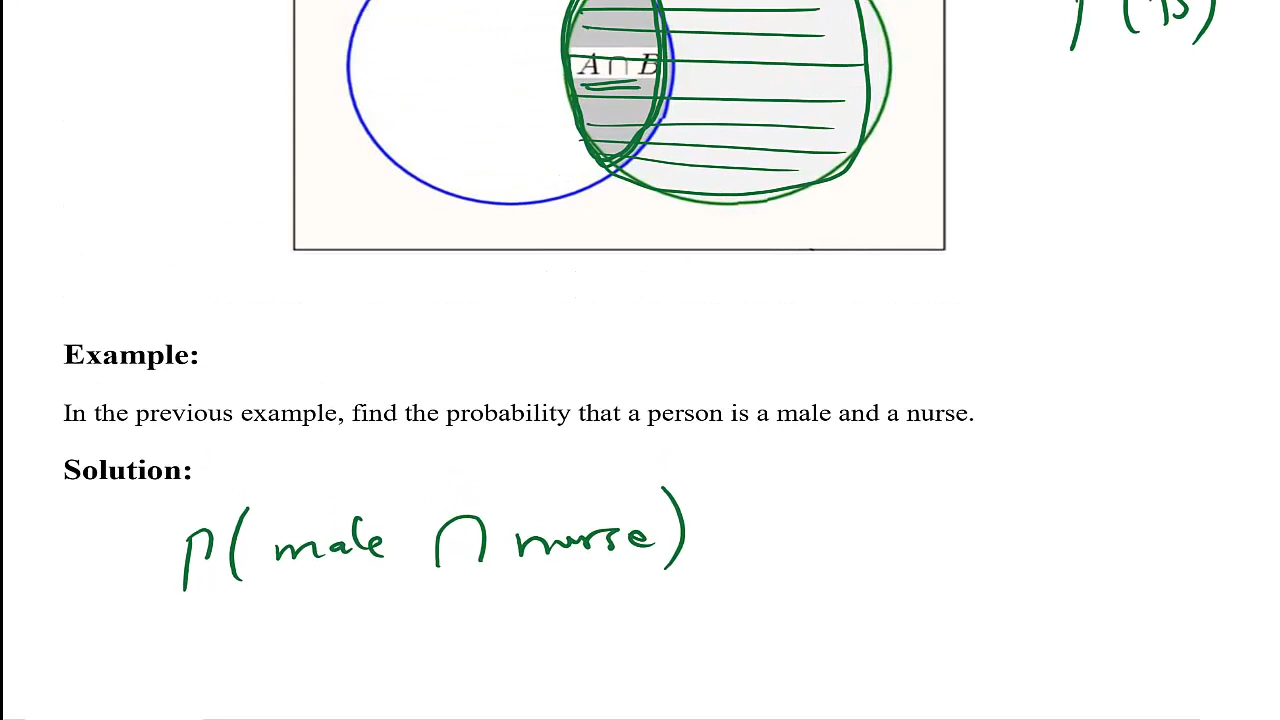 (B)
A ∩ B
Example:
In the previous example, find the probability that a person is a male and a nurse.
Solution:
P( male ∩ nurse)